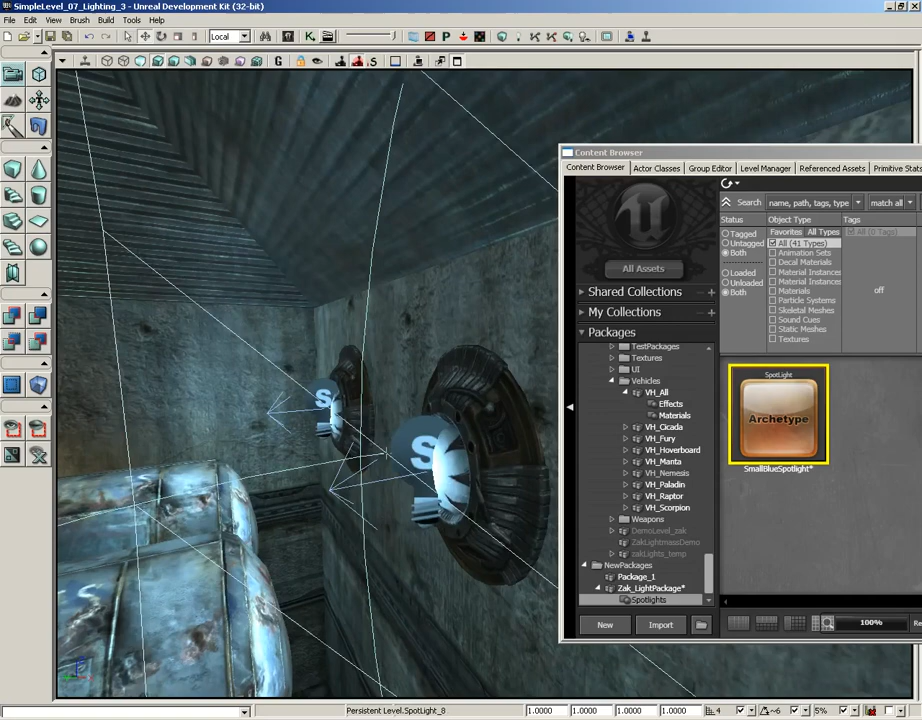 SimpleLevel_07_Lighting_3 - Unreal Development Kit (32-bit)
File Edit View Brush Build Tools Help
Local
K
P
G
S
Content Browser
Content Browser Actor Classes Group Editor Level Manager Referenced Assets Primitive Stats
All Assets
Search name, path, tags, type match all
Status Object Type Tags
Favorites All Types All (0 Tags)
Tagged
Untagged
Both
Loaded
Unloaded
Both
All (41 Types)
Animation Sets
Decal Materials
Material Instances
Material Instances
Materials
Particle Systems
Skeletal Meshes
Sound Cues
Static Meshes
Textures
off
Shared Collections
My Collections
Packages
TestPackages
Textures
UI
Vehicles
VH_All
Effects
Materials
VH_Cicada
VH_Fury
VH_Hoverboard
VH_Manta
VH_Nemesis
VH_Paladin
VH_Raptor
VH_Scorpion
Weapons
DemoLevel_zak
ZakLightmassDemo
zakLights_temp
NewPackages
Package_1
Zak_LightPackage*
Spotlights
SpotLight
Archetype
SmallBlueSpotlight*
S
S
New Import 100% Re
Persistent Level.SpotLight_8 1.0000 1.0000 1.0000 1.0000 4 ~6 5%